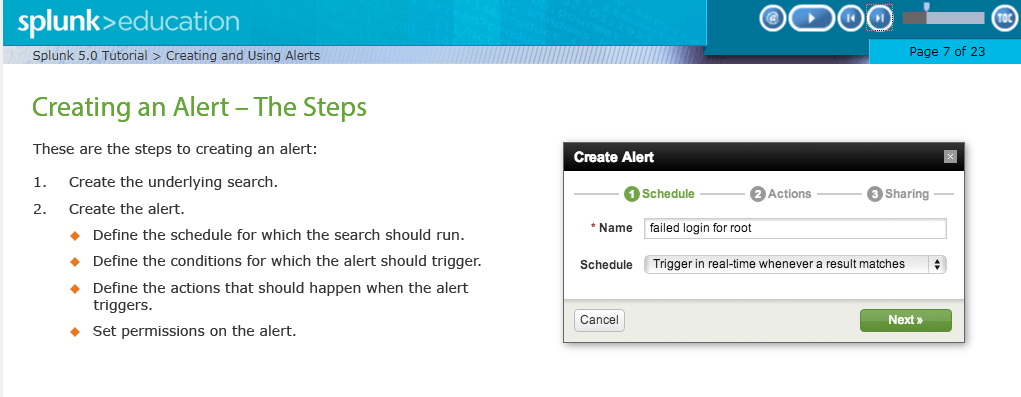 splunk>education
TOC
Splunk 5.0 Tutorial > Creating and Using Alerts
Page 7 of 23
Creating an Alert – The Steps
These are the steps to creating an alert:
1. Create the underlying search.
2. Create the alert.
◆ Define the schedule for which the search should run.
◆ Define the conditions for which the alert should trigger.
◆ Define the actions that should happen when the alert
triggers.
◆ Set permissions on the alert.
Create Alert
1 Schedule 2 Actions 3 Sharing
* Name failed login for root
Schedule Trigger in real-time whenever a result matches
Cancel Next »